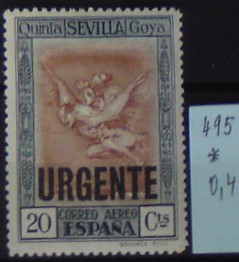 Quinta SEVILLA Goya
URGENTE
20 CORREO AEREO Cts
ESPAÑA
495
*
0,4